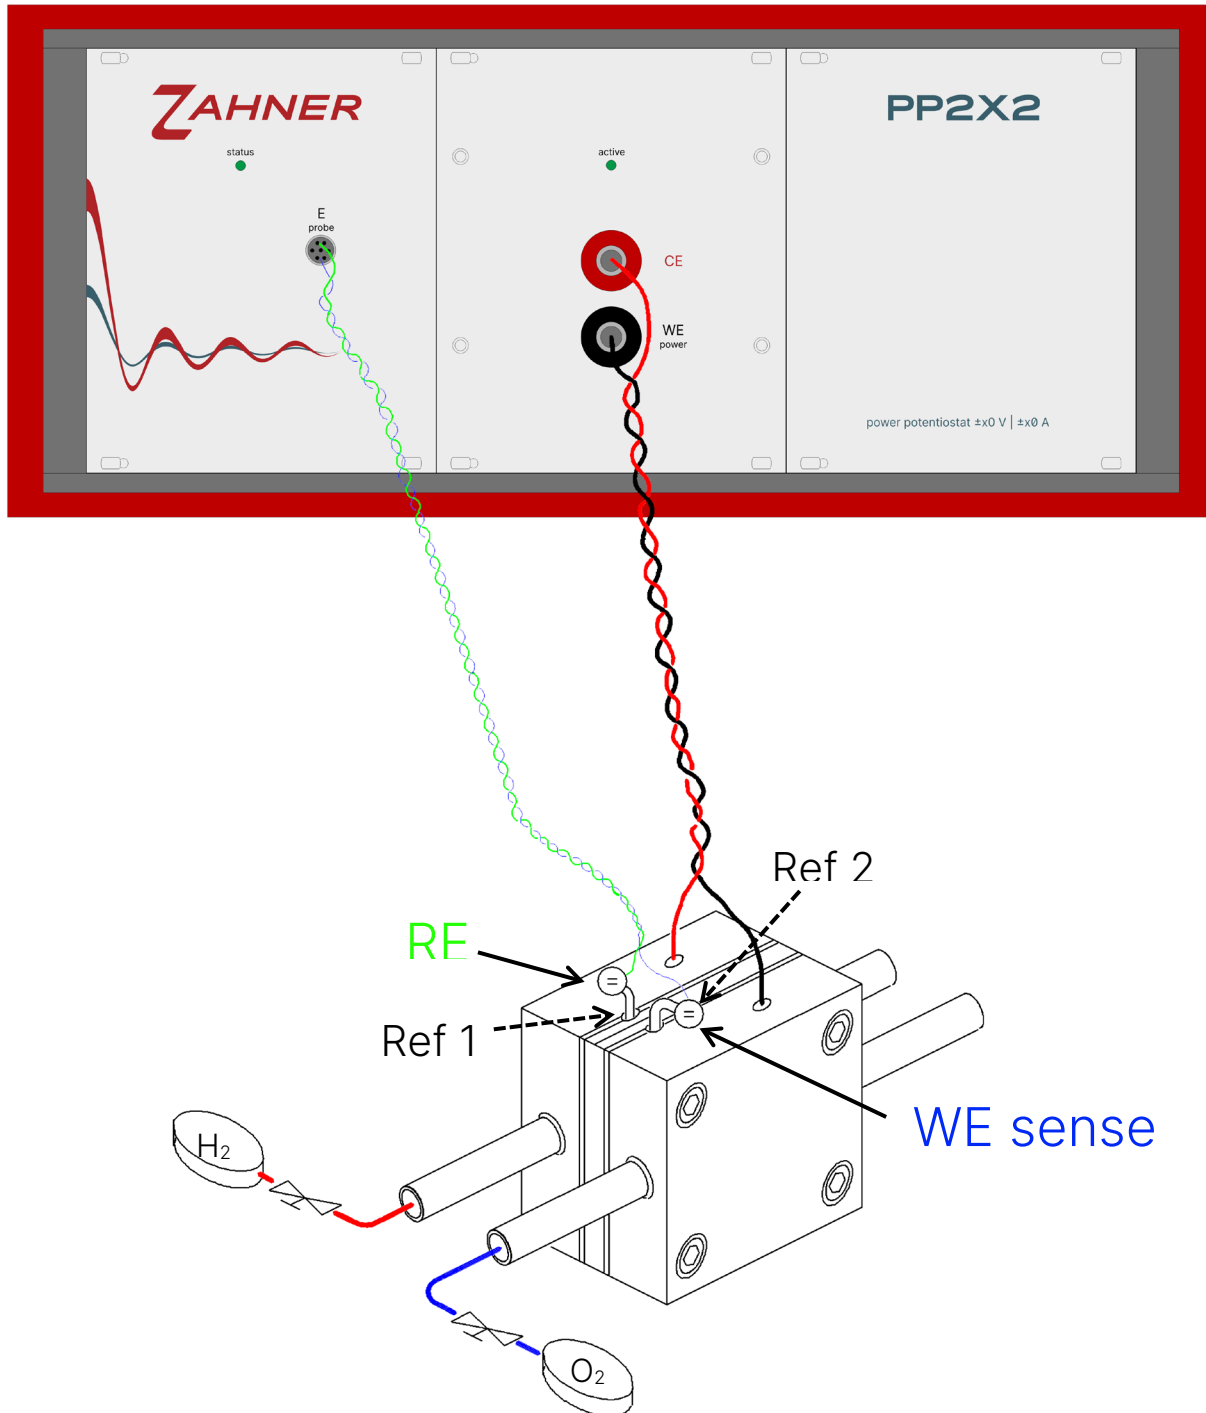 ZAHNER
PP2X2
status
active
E
probe
CE
WE
power
power potentiostat ±x0 V | ±x0 A
Ref 2
RE
=
=
Ref 1
WE sense
H₂
O₂